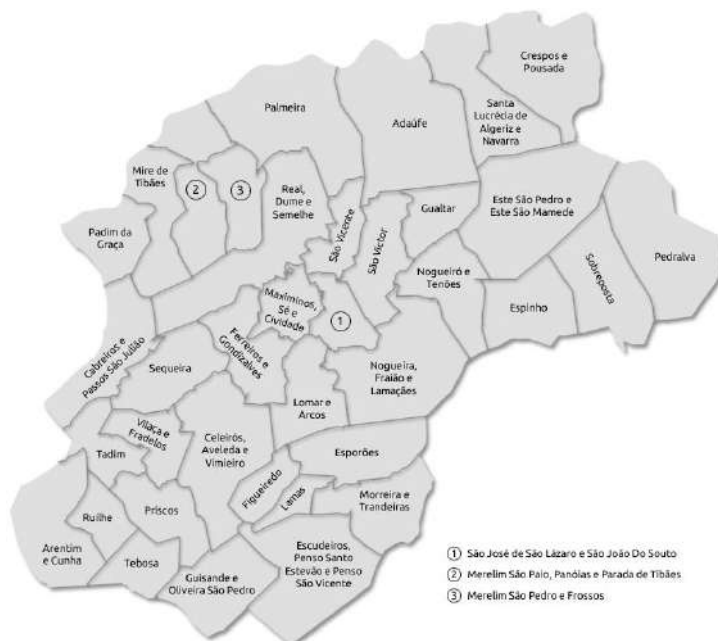 Crespos e
Pousada
Palmeira
Adaúfe
Santa
Lucrécia de
Algeriz e
Navarra
Mire de
Tibães
2
3
Real,
Dume e
Semelhe
São Vicente
São Victor
Gualtar
Este São Pedro e
Este São Mamede
Padim da
Graça
Pedralva
Sobreposta
Nogueiró e
Tenões
Espinho
Maximinos,
Sé e
Cividade
1
Cabreiros e
Passos São Julião
Sequeira
Ferreiros e
Gondizalves
Nogueira,
Fraião e
Lamaçães
Lomar e
Arcos
Vilaça e
Fradelos
Celeirós,
Aveleda e
Vimieiro
Tadim
Esporões
Figueiredo
Lamas
Morreira e
Trandeiras
Ruilhe
Priscos
Arentim
e Cunha
Tebosa
Guisande e
Oliveira São Pedro
Escudeiros,
Penso Santo
Estevão e Penso
São Vicente
1 São José de São Lázaro e São João Do Souto
2 Merelim São Paio, Panóias e Parada de Tibães
3 Merelim São Pedro e Frossos